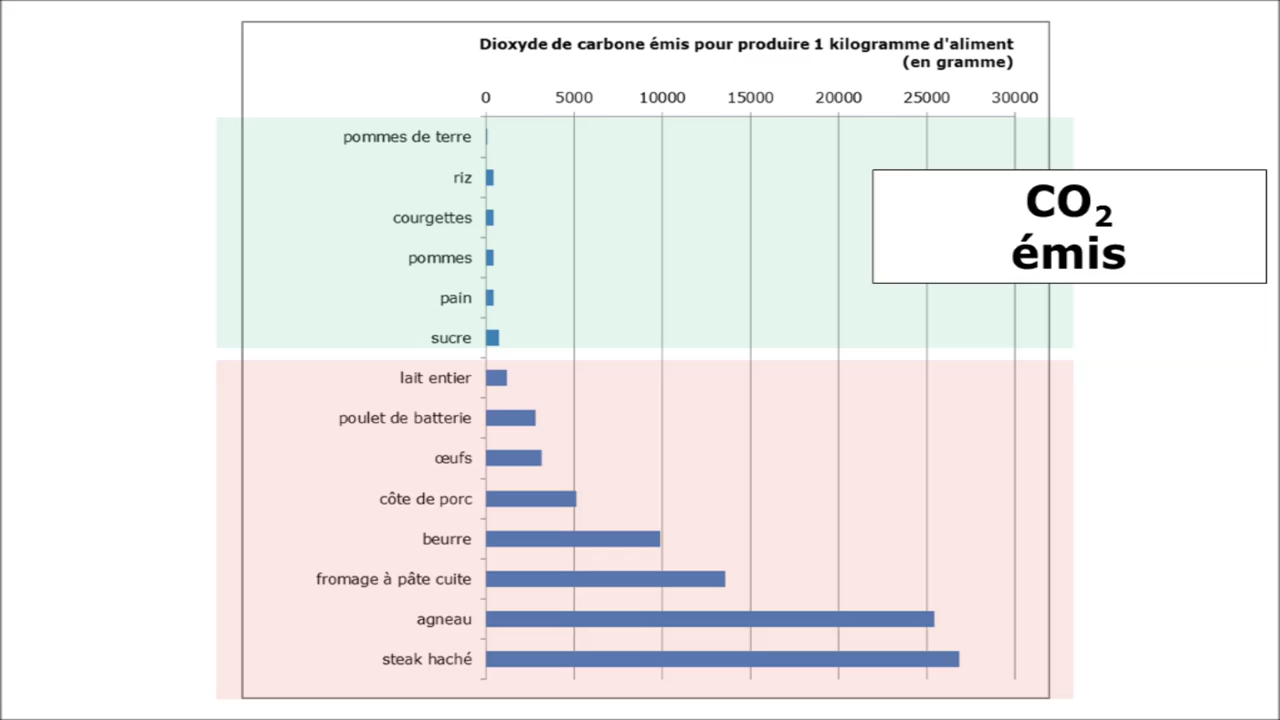 Dioxyde de carbone émis pour produire 1 kilogramme d'aliment
(en gramme)
0 5000 10000 15000 20000 25000 30000
pommes de terre
riz
CO₂
émis
courgettes
pommes
pain
sucre
lait entier
poulet de batterie
œufs
côte de porc
beurre
fromage à pâte cuite
agneau
steak haché